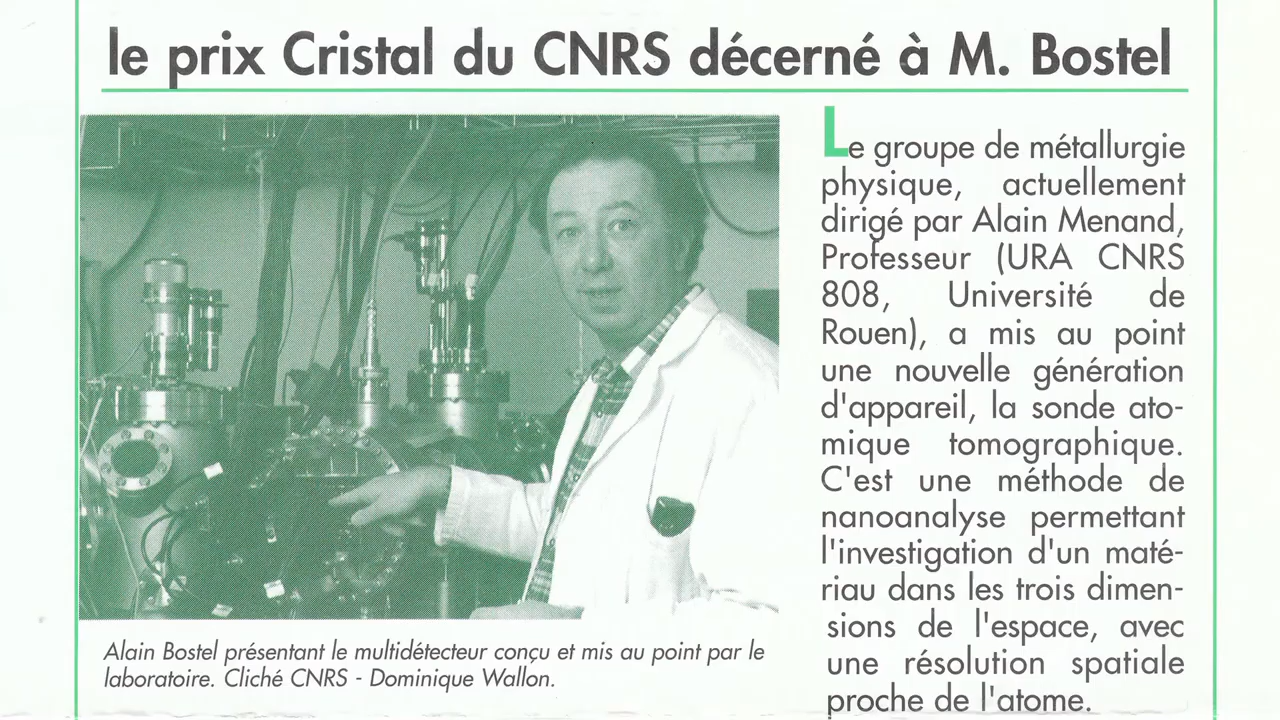 le prix Cristal du CNRS décerné à M. Bostel
Le groupe de métallurgie
physique, actuellement
dirigé par Alain Menand,
Professeur (URA CNRS
808, Université de
Rouen), a mis au point
une nouvelle génération
d'appareil, la sonde ato-
mique tomographique.
C'est une méthode de
nanoanalyse permettant
l'investigation d'un maté-
riau dans les trois dimen-
sions de l'espace, avec
une résolution spatiale
proche de l'atome.
Alain Bostel présentant le multidétecteur conçu et mis au point par le
laboratoire. Cliché CNRS - Dominique Wallon.